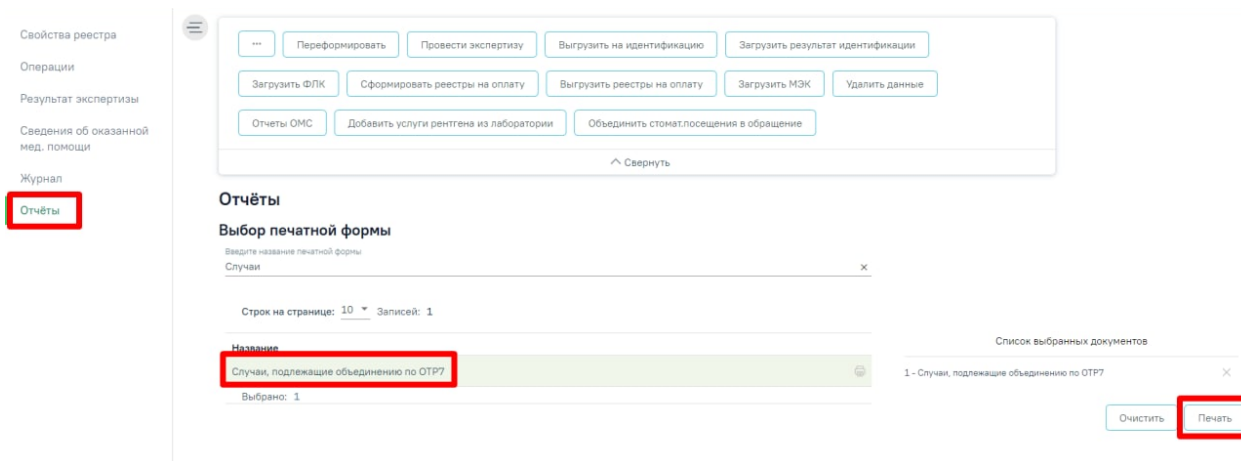 Свойства реестра
Операции
Результат экспертизы
Сведения об оказанной
мед. помощи
Журнал
Отчёты
... Переформировать Провести экспертизу Выгрузить на идентификацию Загрузить результат идентификации
Загрузить ФЛК Сформировать реестры на оплату Выгрузить реестры на оплату Загрузить МЭК Удалить данные
Отчеты ОМС Добавить услуги рентгена из лаборатории Объединить стомат.посещения в обращение
Свернуть
Отчёты
Выбор печатной формы
Введите название печатной формы
Случаи
Строк на странице: 10 Записей: 1
Название
Случаи, подлежащие объединению по ОТР7
Выбрано: 1
Список выбранных документов
1 - Случаи, подлежащие объединению по ОТР7
Очистить Печать